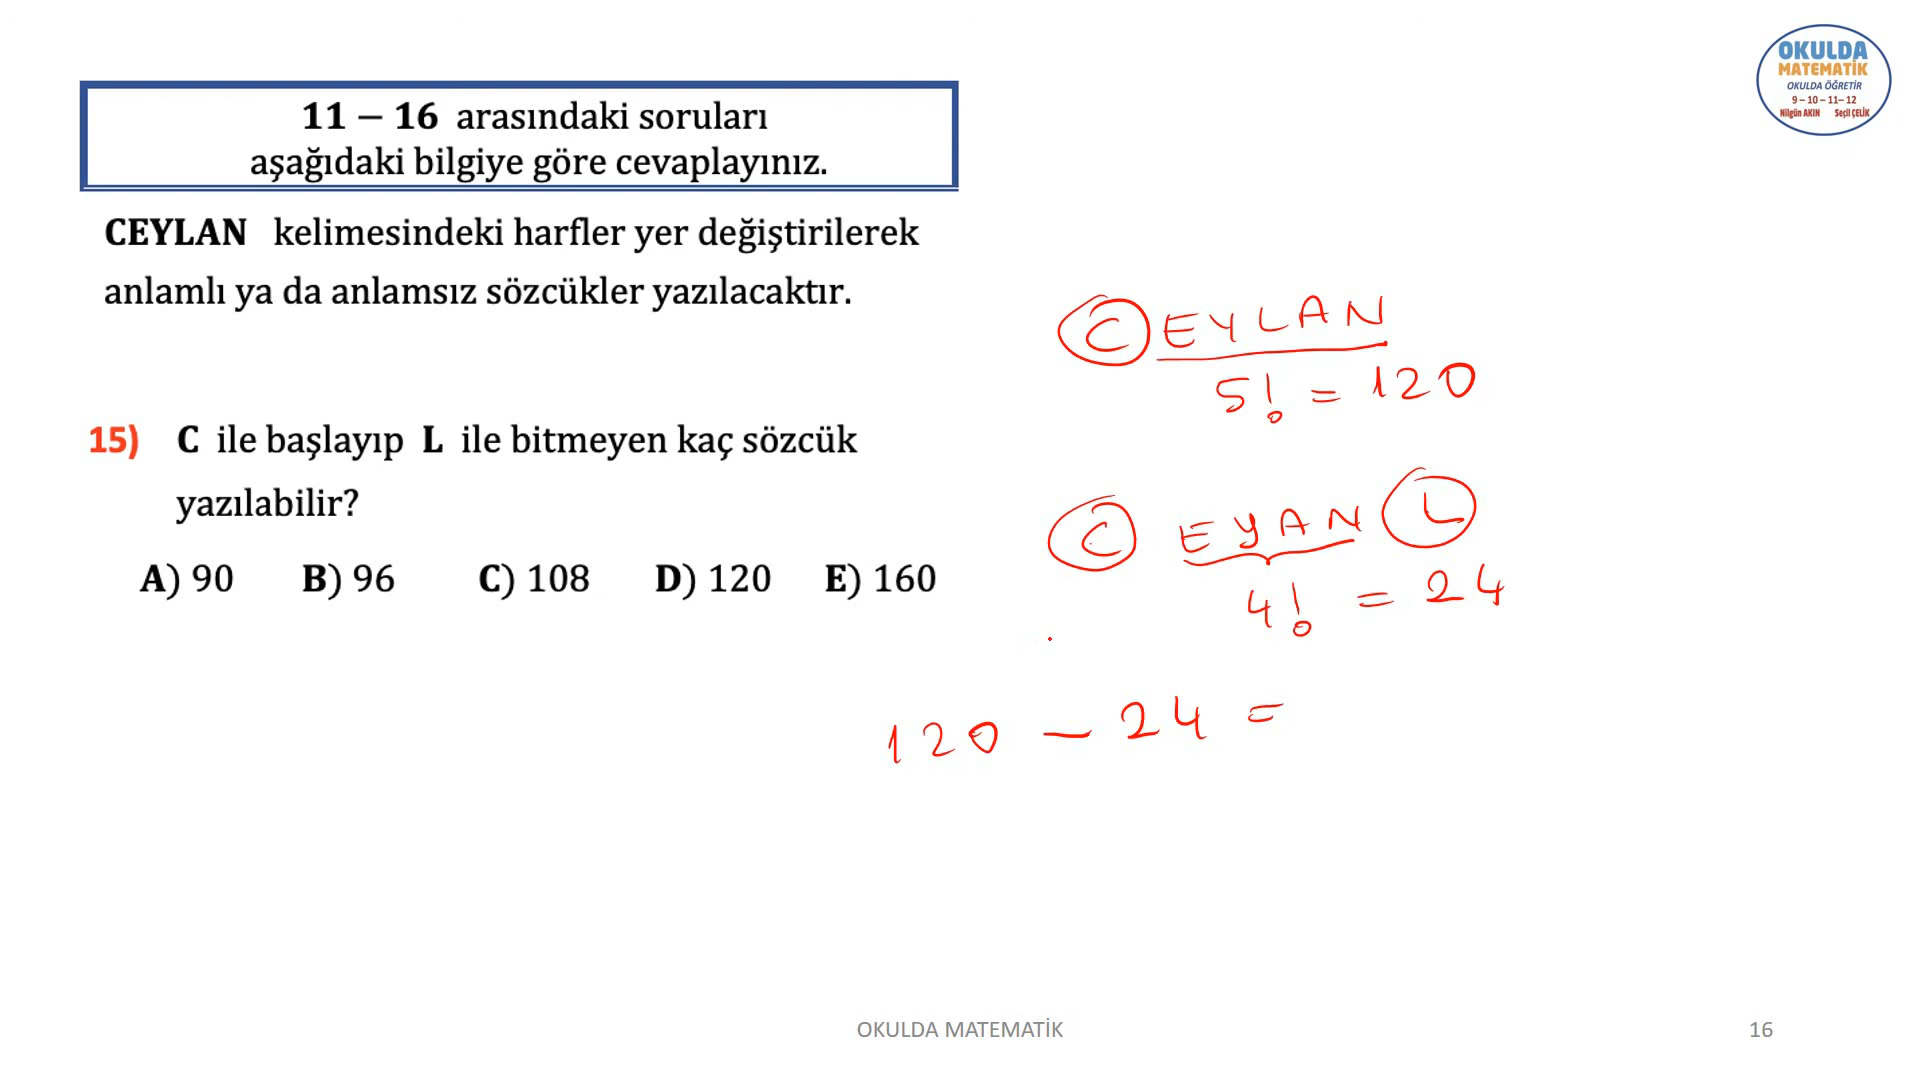 OKULDA
MATEMATİK
OKULDA ÖĞRETİR
9 – 10 – 11– 12
Nilgün AKIN Seçil ÇELİK
11 – 16 arasındaki soruları
aşağıdaki bilgiye göre cevaplayınız.
CEYLAN kelimesindeki harfler yer değiştirilerek
anlamlı ya da anlamsız sözcükler yazılacaktır.
15) C ile başlayıp L ile bitmeyen kaç sözcük
yazılabilir?
A) 90 B) 96 C) 108 D) 120 E) 160
C EYLAN
5! = 120
C EYAN L
4! = 24
120 – 24 =
OKULDA MATEMATİK
16